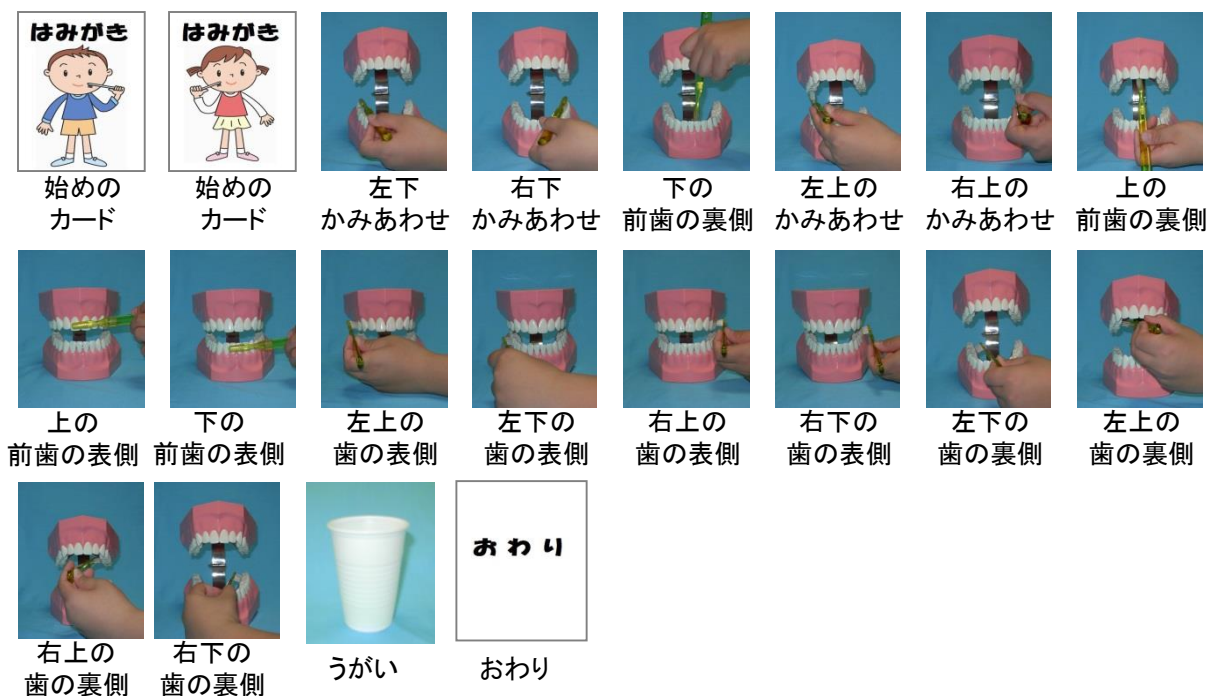 はみがき
はみがき
始めの
カード
始めの
カード
左下
かみあわせ
右下
かみあわせ
下の
前歯の裏側
左上の
かみあわせ
右上の
かみあわせ
上の
前歯の裏側
上の
前歯の表側
下の
前歯の表側
左上の
歯の表側
左下の
歯の表側
右上の
歯の表側
右下の
歯の表側
左下の
歯の裏側
左上の
歯の裏側
おわり
右上の
歯の裏側
右下の
歯の裏側
うがい
おわり